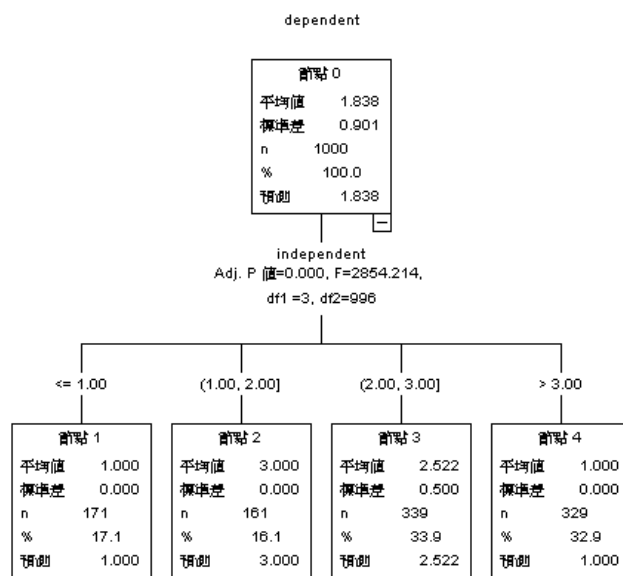 dependent
節點 0
平均值 1.838
標準差 0.901
n 1000
% 100.0
預測 1.838
independent
Adj. P 值=0.000, F=2854.214,
df1=3, df2=996
<= 1.00
(1.00, 2.00]
(2.00, 3.00]
> 3.00
節點 1
平均值 1.000
標準差 0.000
n 171
% 17.1
預測 1.000
節點 2
平均值 3.000
標準差 0.000
n 161
% 16.1
預測 3.000
節點 3
平均值 2.522
標準差 0.500
n 339
% 33.9
預測 2.522
節點 4
平均值 1.000
標準差 0.000
n 329
% 32.9
預測 1.000